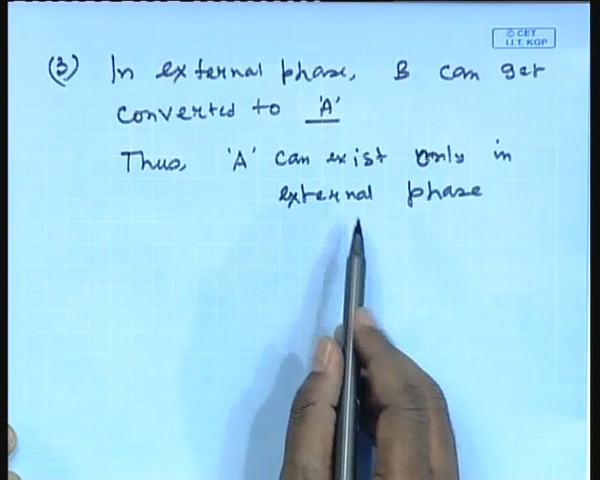 © CET
I.I.T. KGP
(3) In external phase, B can get
converted to 'A'
Thus, 'A' can exist only in
external phase